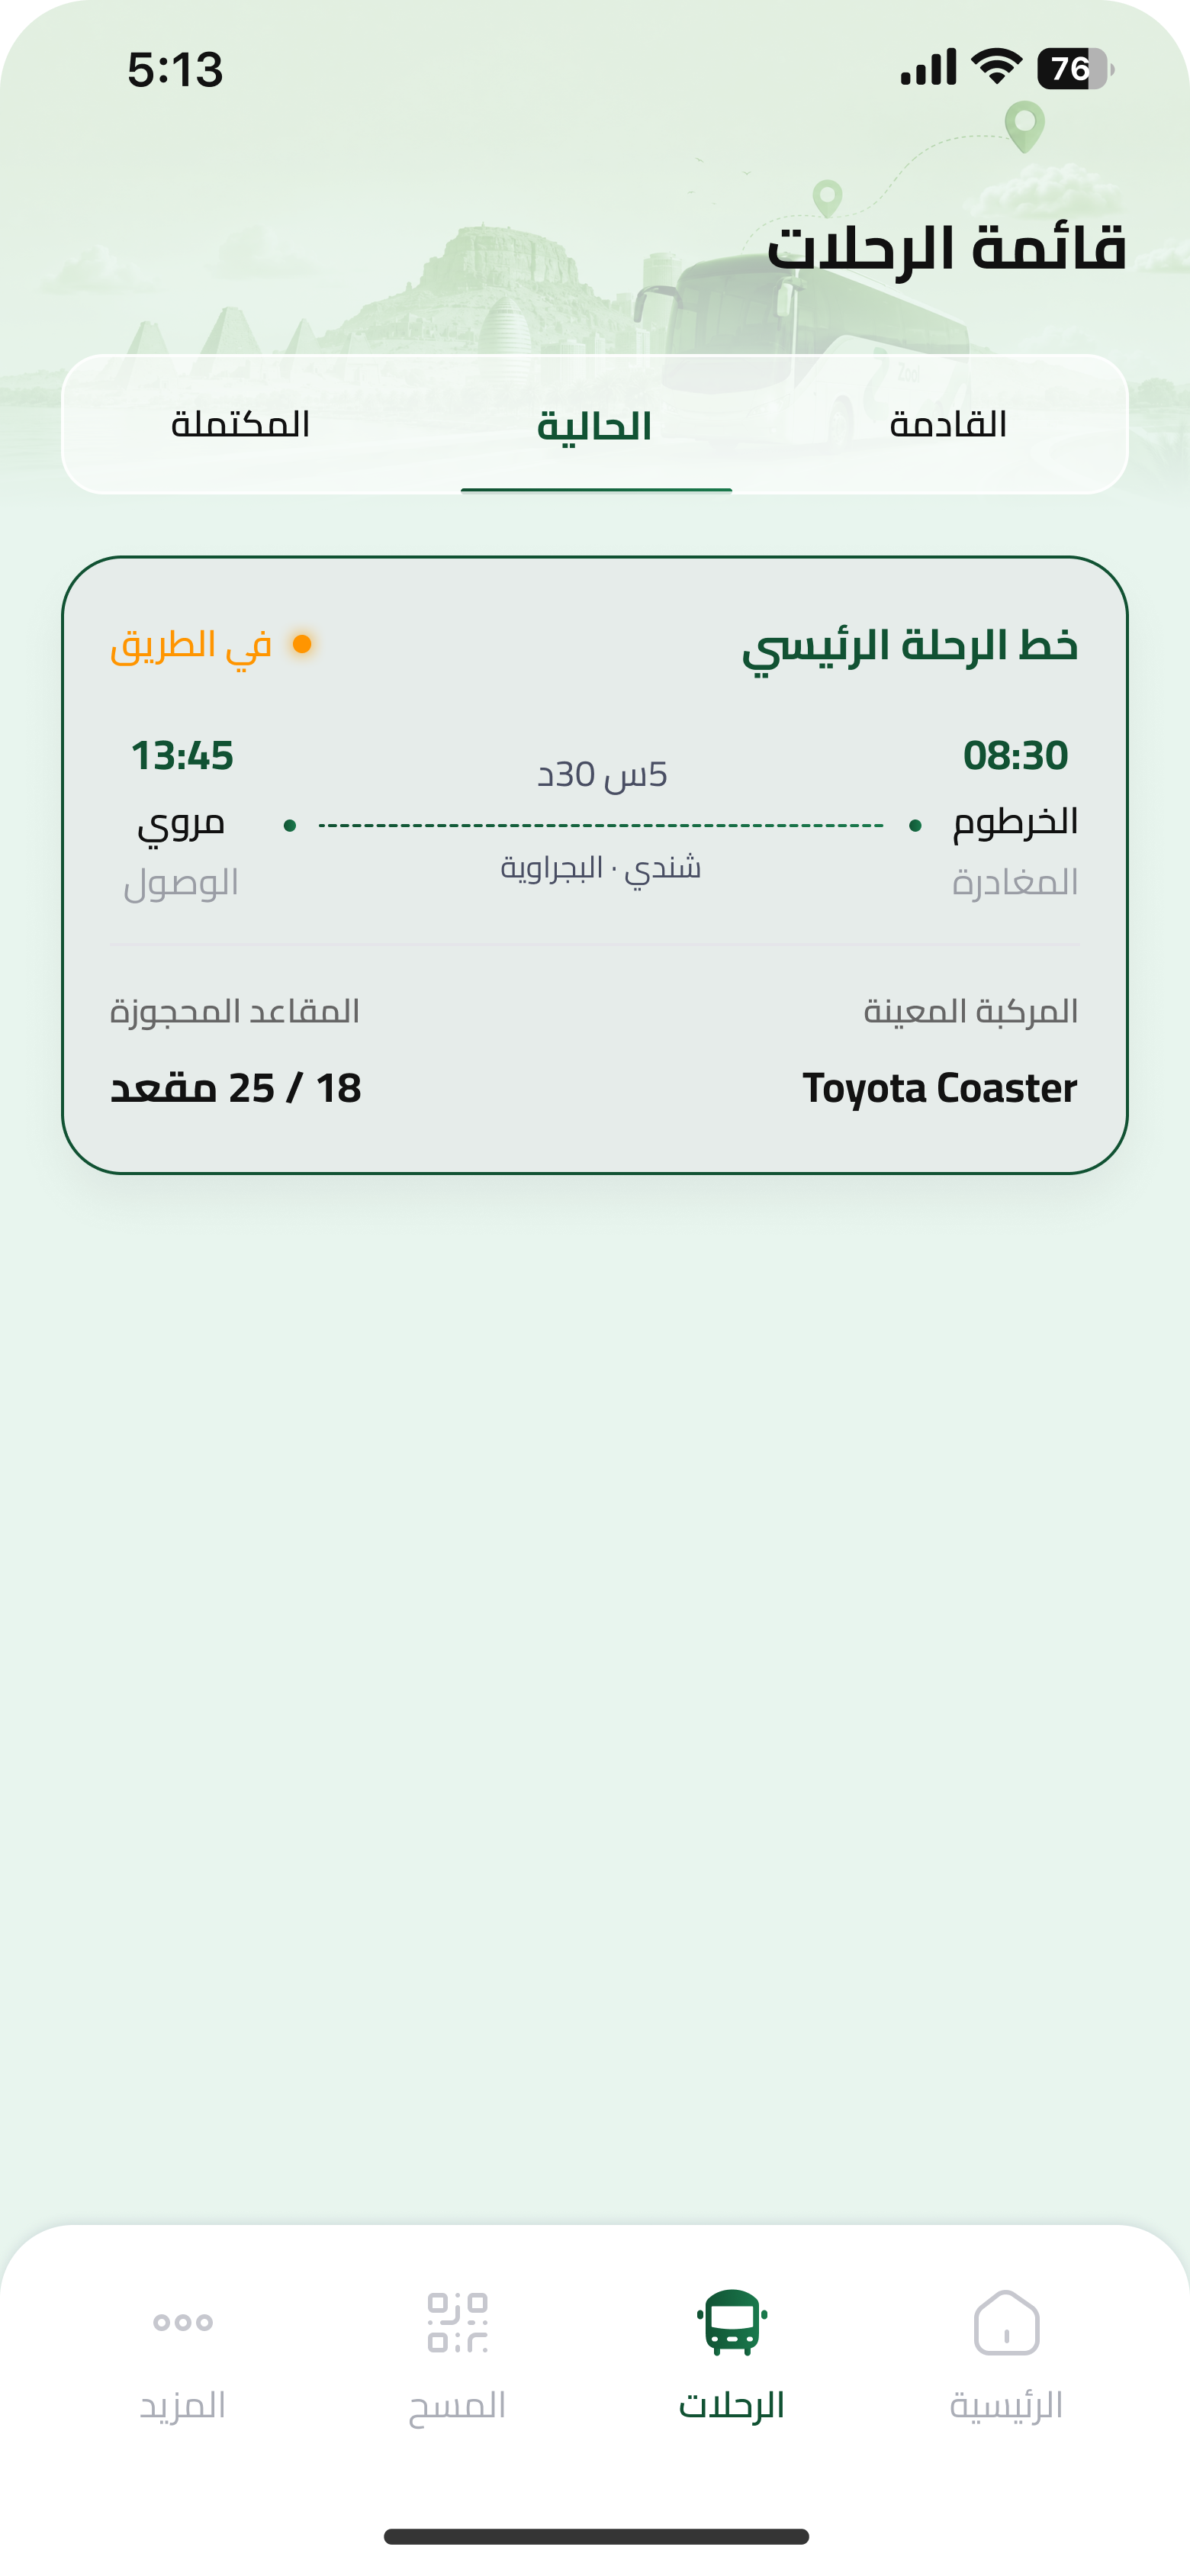 5:13
76
قائمة الرحلات
القادمة
الحالية
المكتملة
خط الرحلة الرئيسي
في الطريق
08:30
5س 30د
13:45
الخرطوم
مروي
المغادرة
شندي · البجراوية
الوصول
المركبة المعينة
المقاعد المحجوزة
Toyota Coaster
18 / 25 مقعد
الرئيسية
الرحلات
المسح
المزيد